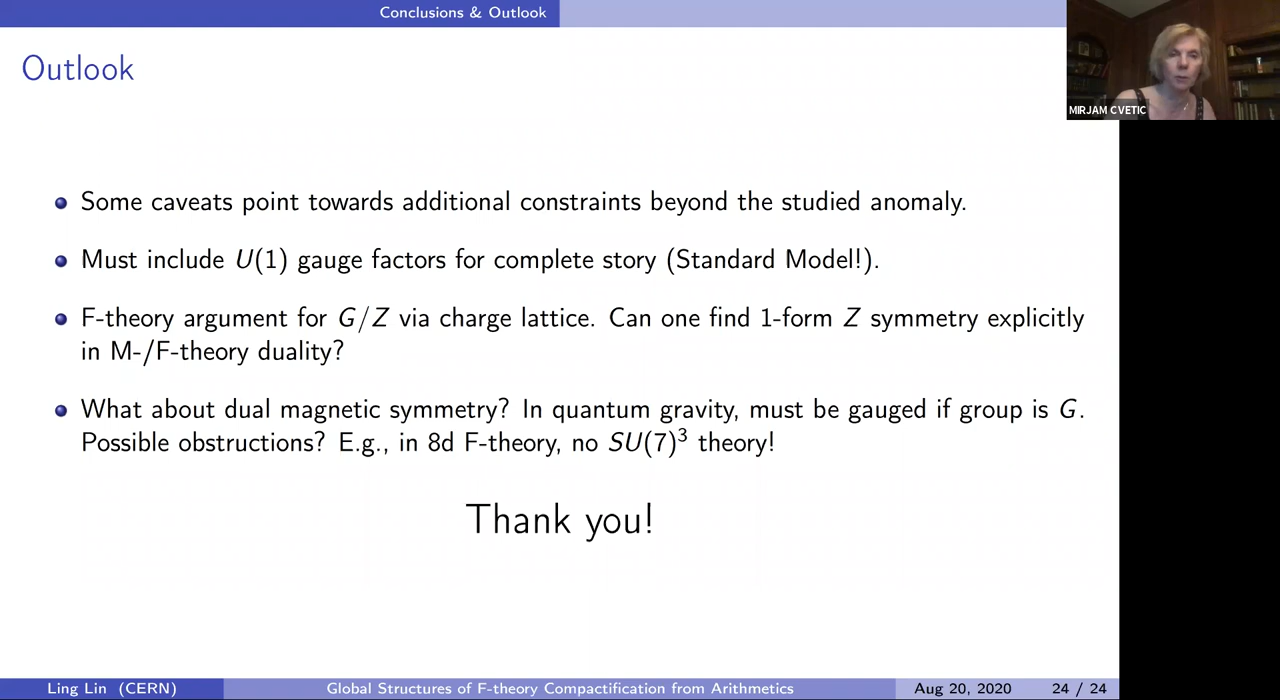 Conclusions & Outlook
Outlook
MIRJAM CVETIC
Some caveats point towards additional constraints beyond the studied anomaly.
Must include U(1) gauge factors for complete story (Standard Model!).
F-theory argument for G/Z via charge lattice. Can one find 1-form Z symmetry explicitly
in M-/F-theory duality?
What about dual magnetic symmetry? In quantum gravity, must be gauged if group is G.
Possible obstructions? E.g., in 8d F-theory, no SU(7)³ theory!
Thank you!
Ling Lin (CERN)
Global Structures of F-theory Compactification from Arithmetics
Aug 20, 2020
24 / 24